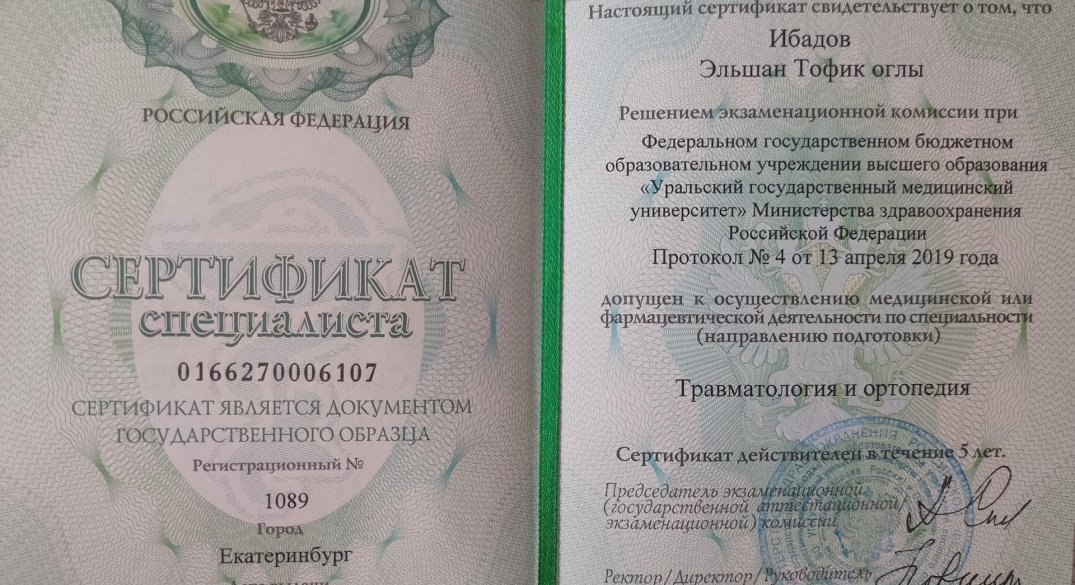 РОССИЙСКАЯ ФЕДЕРАЦИЯ
СЕРТИФИКАТ
специалиста
0166270006107
СЕРТИФИКАТ ЯВЛЯЕТСЯ ДОКУМЕНТОМ
ГОСУДАРСТВЕННОГО ОБРАЗЦА
Регистрационный №
1089
Город
Екатеринбург
Настоящий сертификат свидетельствует о том, что
Ибадов
Эльшан Тофик оглы
Решением экзаменационной комиссии при
Федеральном государственном бюджетном
образовательном учреждении высшего образования
«Уральский государственный медицинский
университет» Министерства здравоохранения
Российской Федерации
Протокол № 4 от 13 апреля 2019 года
допущен к осуществлению медицинской или
фармацевтической деятельности по специальности
(направлению подготовки)
Травматология и ортопедия
Сертификат действителен в течение 5 лет.
Председатель экзаменационной
(государственной аттестационной/
экзаменационной) комиссии
Ректор/Директор/Руководитель